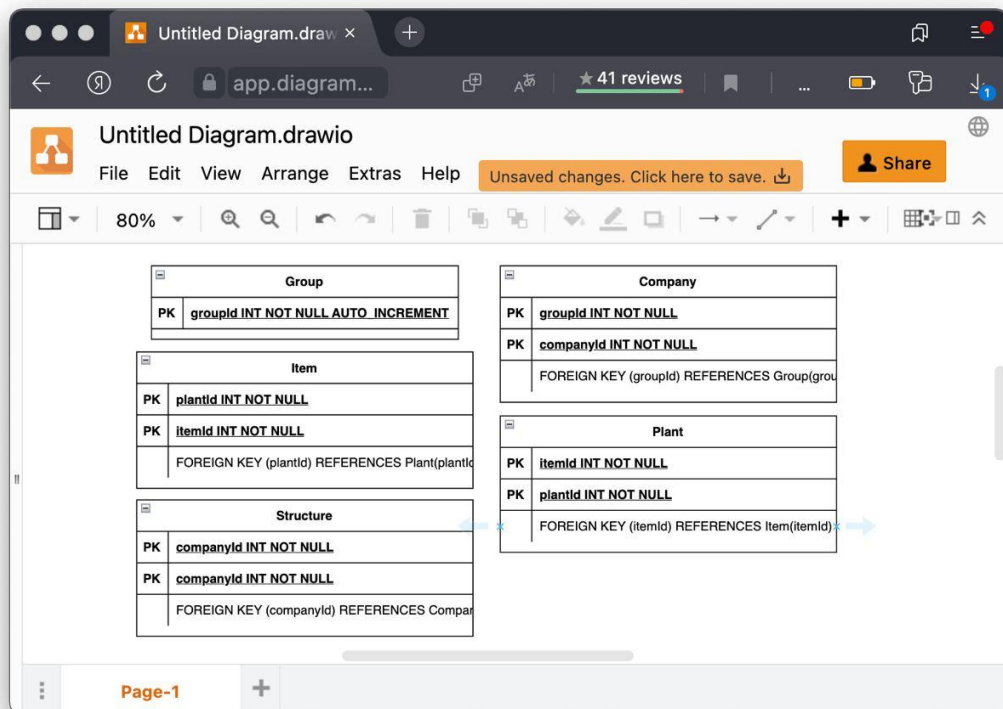 Untitled Diagram.draw ×
app.diagram...
A あ
★ 41 reviews
...
1
Untitled Diagram.drawio
File Edit View Arrange Extras Help
Unsaved changes. Click here to save.
Share
80%
Group
PK groupId INT NOT NULL AUTO_INCREMENT
Item
PK plantId INT NOT NULL
PK itemId INT NOT NULL
FOREIGN KEY (plantId) REFERENCES Plant(plantId
Structure
PK companyId INT NOT NULL
PK companyId INT NOT NULL
FOREIGN KEY (companyId) REFERENCES Compan
Company
PK groupId INT NOT NULL
PK companyId INT NOT NULL
FOREIGN KEY (groupId) REFERENCES Group(grou
Plant
PK itemId INT NOT NULL
PK plantId INT NOT NULL
FOREIGN KEY (itemId) REFERENCES Item(itemId)
Page-1